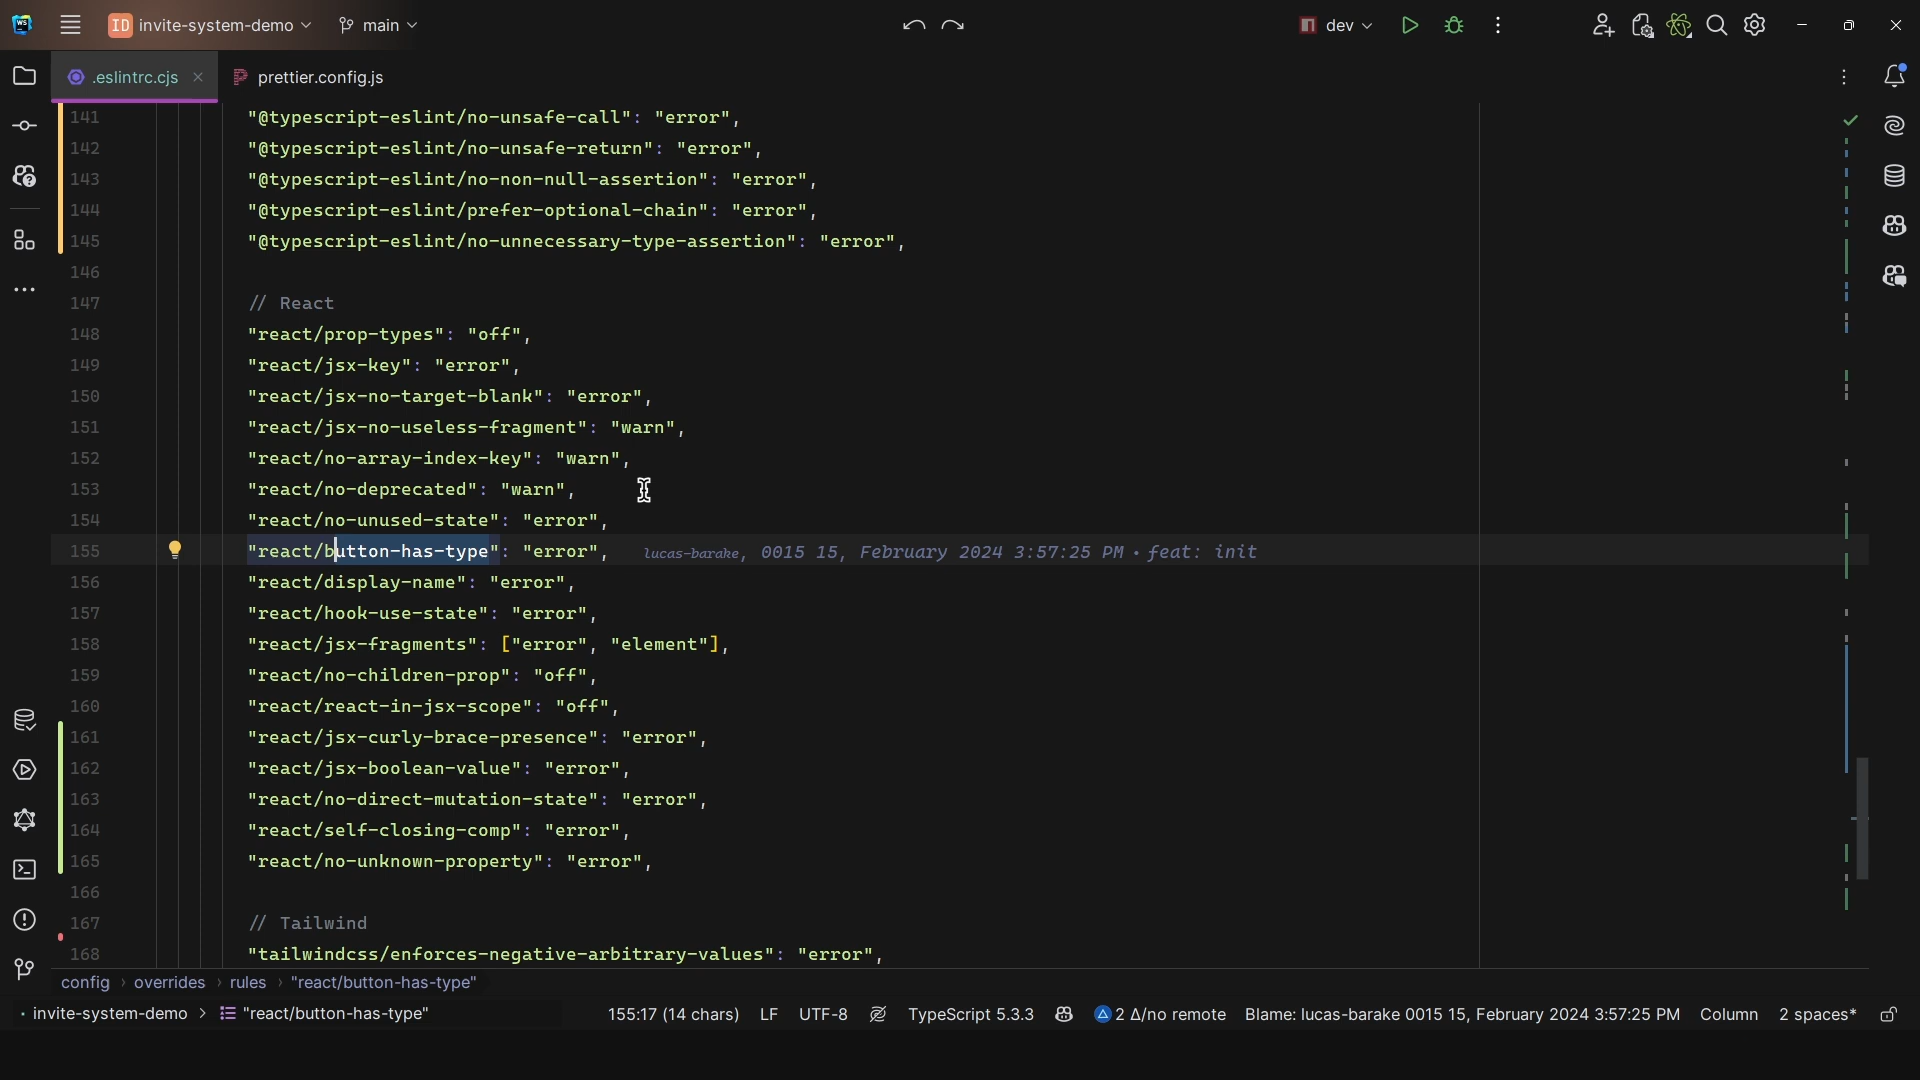 WS
ID invite-system-demo
main
dev
.eslintrc.cjs
prettier.config.js
141 "@typescript-eslint/no-unsafe-call": "error",
142 "@typescript-eslint/no-unsafe-return": "error",
143 "@typescript-eslint/no-non-null-assertion": "error",
144 "@typescript-eslint/prefer-optional-chain": "error",
145 "@typescript-eslint/no-unnecessary-type-assertion": "error",
146
147 // React
148 "react/prop-types": "off",
149 "react/jsx-key": "error",
150 "react/jsx-no-target-blank": "error",
151 "react/jsx-no-useless-fragment": "warn",
152 "react/no-array-index-key": "warn",
153 "react/no-deprecated": "warn",
154 "react/no-unused-state": "error",
155 "react/button-has-type": "error", lucas-barake, 0015 15, February 2024 3:57:25 PM • feat: init
156 "react/display-name": "error",
157 "react/hook-use-state": "error",
158 "react/jsx-fragments": ["error", "element"],
159 "react/no-children-prop": "off",
160 "react/react-in-jsx-scope": "off",
161 "react/jsx-curly-brace-presence": "error",
162 "react/jsx-boolean-value": "error",
163 "react/no-direct-mutation-state": "error",
164 "react/self-closing-comp": "error",
165 "react/no-unknown-property": "error",
166
167 // Tailwind
168 "tailwindcss/enforces-negative-arbitrary-values": "error",
config › overrides › rules › "react/button-has-type"
invite-system-demo > "react/button-has-type" 155:17 (14 chars) LF UTF-8 TypeScript 5.3.3 2 Δ/no remote Blame: lucas-barake 0015 15, February 2024 3:57:25 PM Column 2 spaces*